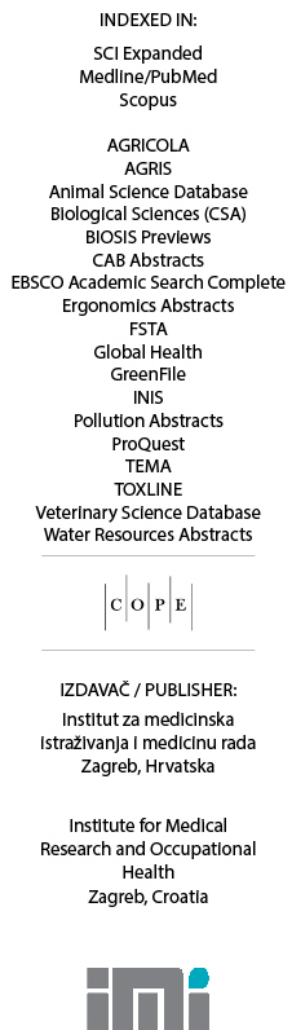 INDEXED IN:
SCI Expanded
Medline/PubMed
Scopus
AGRICOLA
AGRIS
Animal Science Database
Biological Sciences (CSA)
BIOSIS Previews
CAB Abstracts
EBSCO Academic Search Complete
Ergonomics Abstracts
FSTA
Global Health
GreenFile
INIS
Pollution Abstracts
ProQuest
TEMA
TOXLINE
Veterinary Science Database
Water Resources Abstracts
C O P E
IZDAVAČ / PUBLISHER:
Institut za medicinska
istraživanja i medicinu rada
Zagreb, Hrvatska
Institute for Medical
Research and Occupational
Health
Zagreb, Croatia
imi